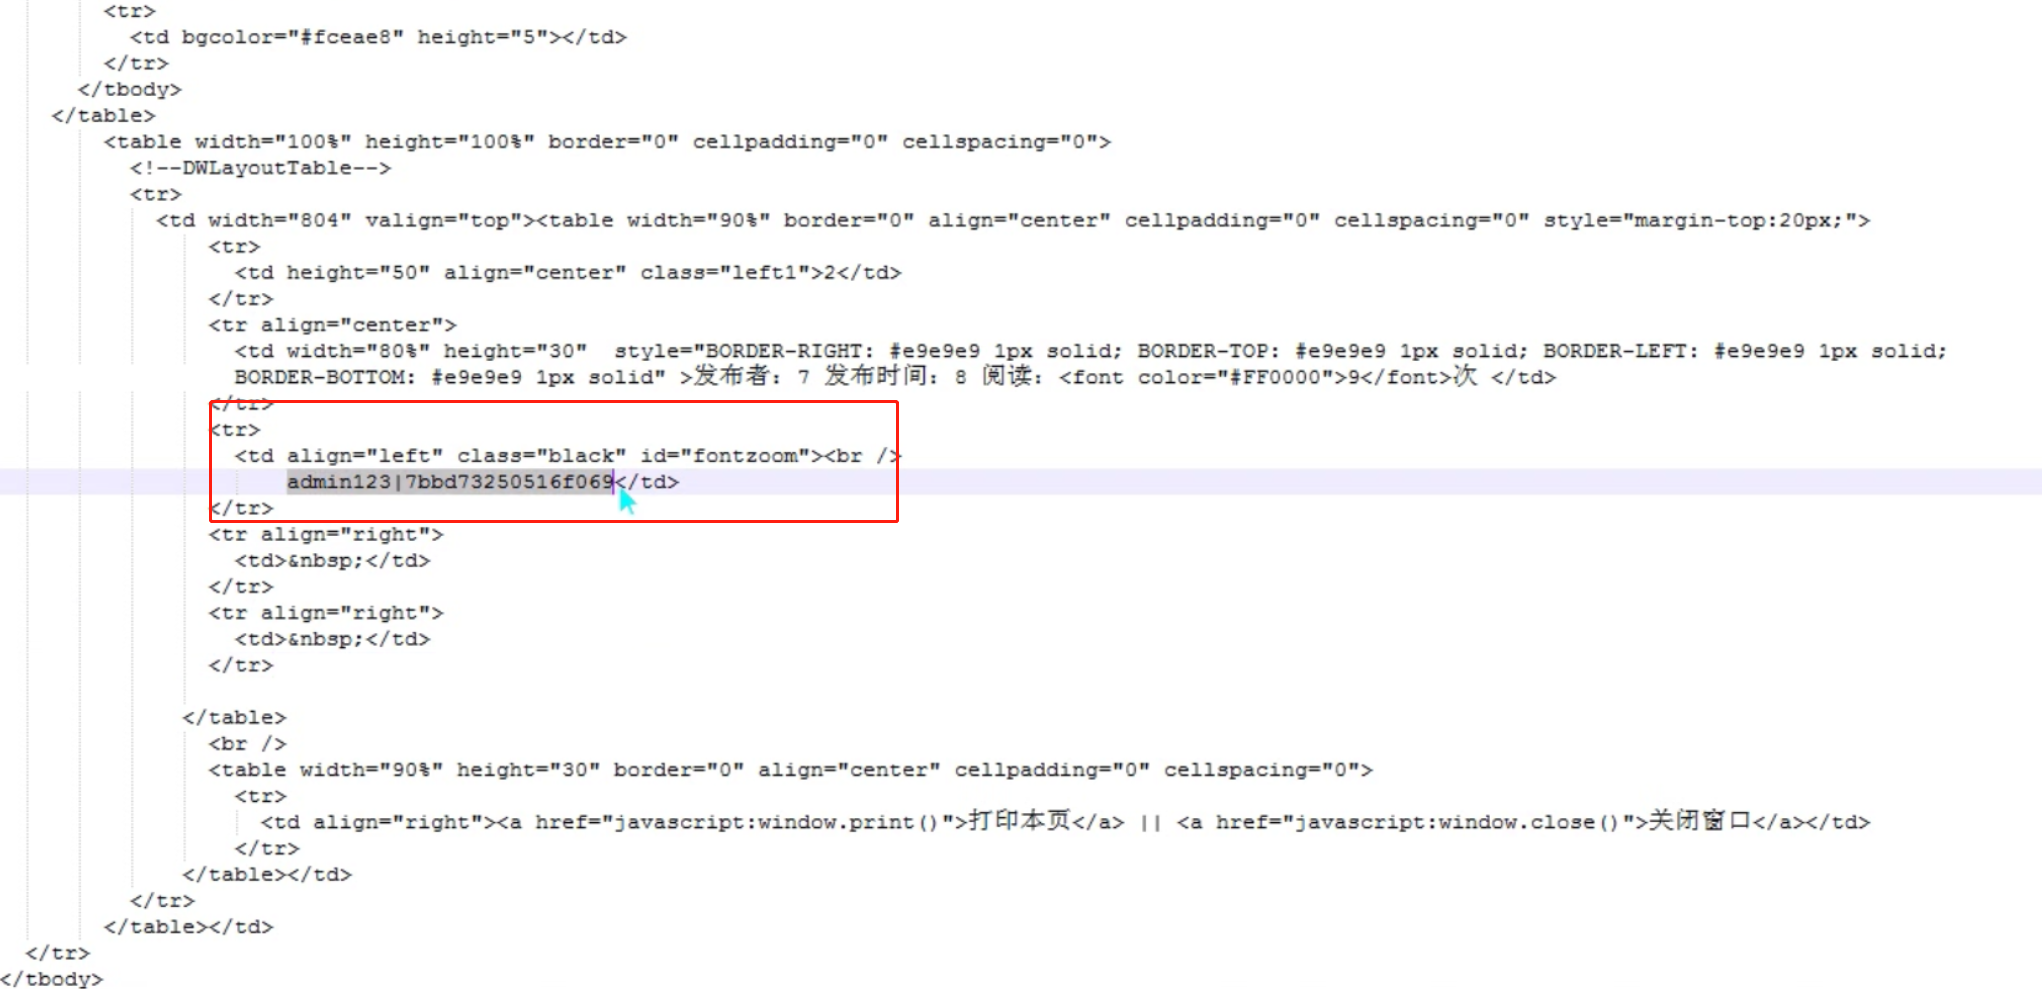 <tr>
<td bgcolor="#fceae8" height="5"></td>
</tr>
</tbody>
</table>
<table width="100%" height="100%" border="0" cellpadding="0" cellspacing="0">
<!--DWLayoutTable-->
<tr>
<td width="804" valign="top"><table width="90%" border="0" align="center" cellpadding="0" cellspacing="0" style="margin-top:20px;">
<tr>
<td height="50" align="center" class="left1">2</td>
</tr>
<tr align="center">
<td width="80%" height="30"  style="BORDER-RIGHT: #e9e9e9 1px solid; BORDER-TOP: #e9e9e9 1px solid; BORDER-LEFT: #e9e9e9 1px solid;
BORDER-BOTTOM: #e9e9e9 1px solid" >发布者：7 发布时间：8 阅读：<font color="#FF0000">9</font>次 </td>
</tr>
<tr>
<td align="left" class="black" id="fontzoom"><br />
admin123|7bbd73250516f069</td>
</tr>
<tr align="right">
<td>&nbsp;</td>
</tr>
<tr align="right">
<td>&nbsp;</td>
</tr>
</table>
<br />
<table width="90%" height="30" border="0" align="center" cellpadding="0" cellspacing="0">
<tr>
<td align="right"><a href="javascript:window.print()">打印本页</a> || <a href="javascript:window.close()">关闭窗口</a></td>
</tr>
</table></td>
</tr>
</table></td>
</tr>
</tbody>